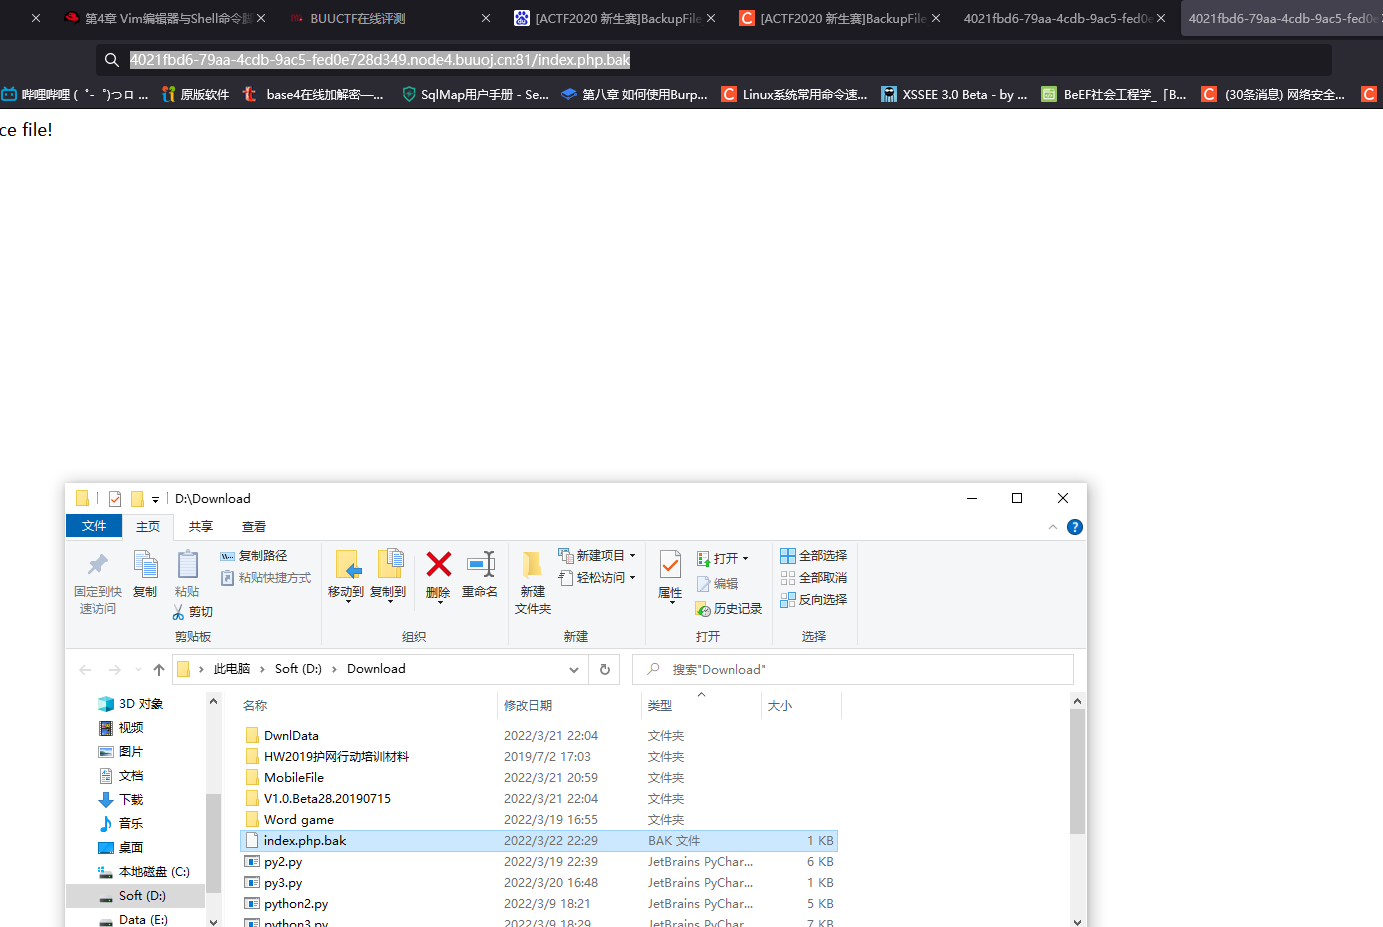 第4章 Vim编辑器与Shell命令脚
BUUCTF在线评测
[ACTF2020 新生赛]BackupFile
[ACTF2020 新生赛]BackupFile
4021fbd6-79aa-4cdb-9ac5-fed0e
4021fbd6-79aa-4cdb-9ac5-fed0e
4021fbd6-79aa-4cdb-9ac5-fed0e728d349.node4.buuoj.cn:81/index.php.bak
哔哩哔哩 ( ゜- ゜)つロ ...
原版软件
base4在线加解密—...
SqlMap用户手册 - Se...
第八章 如何使用Burp...
Linux系统常用命令速...
XSSEE 3.0 Beta - by ...
BeEF社会工程学_「B...
(30条消息) 网络安全...
ce file!
D:\Download
文件 主页 共享 查看
固定到快速访问
复制
粘贴
复制路径
粘贴快捷方式
剪切
剪贴板
移动到
复制到
删除
重命名
组织
新建文件夹
新建项目
轻松访问
新建
属性
打开
编辑
历史记录
打开
全部选择
全部取消
反向选择
选择
此电脑 › Soft (D:) › Download
搜索"Download"
3D 对象
视频
图片
文档
下载
音乐
桌面
本地磁盘 (C:)
Soft (D:)
Data (E:)
名称 修改日期 类型 大小
DwnlData 2022/3/21 22:04 文件夹
HW2019护网行动培训材料 2019/7/2 17:03 文件夹
MobileFile 2022/3/21 20:59 文件夹
V1.0.Beta28.20190715 2022/3/21 22:04 文件夹
Word game 2022/3/19 16:55 文件夹
index.php.bak 2022/3/22 22:29 BAK 文件 1 KB
py2.py 2022/3/19 22:39 JetBrains PyChar... 6 KB
py3.py 2022/3/20 16:48 JetBrains PyChar... 1 KB
python2.py 2022/3/9 18:21 JetBrains PyChar... 5 KB
python3.py 2022/3/9 18:29 JetBrains PyChar... 7 KB